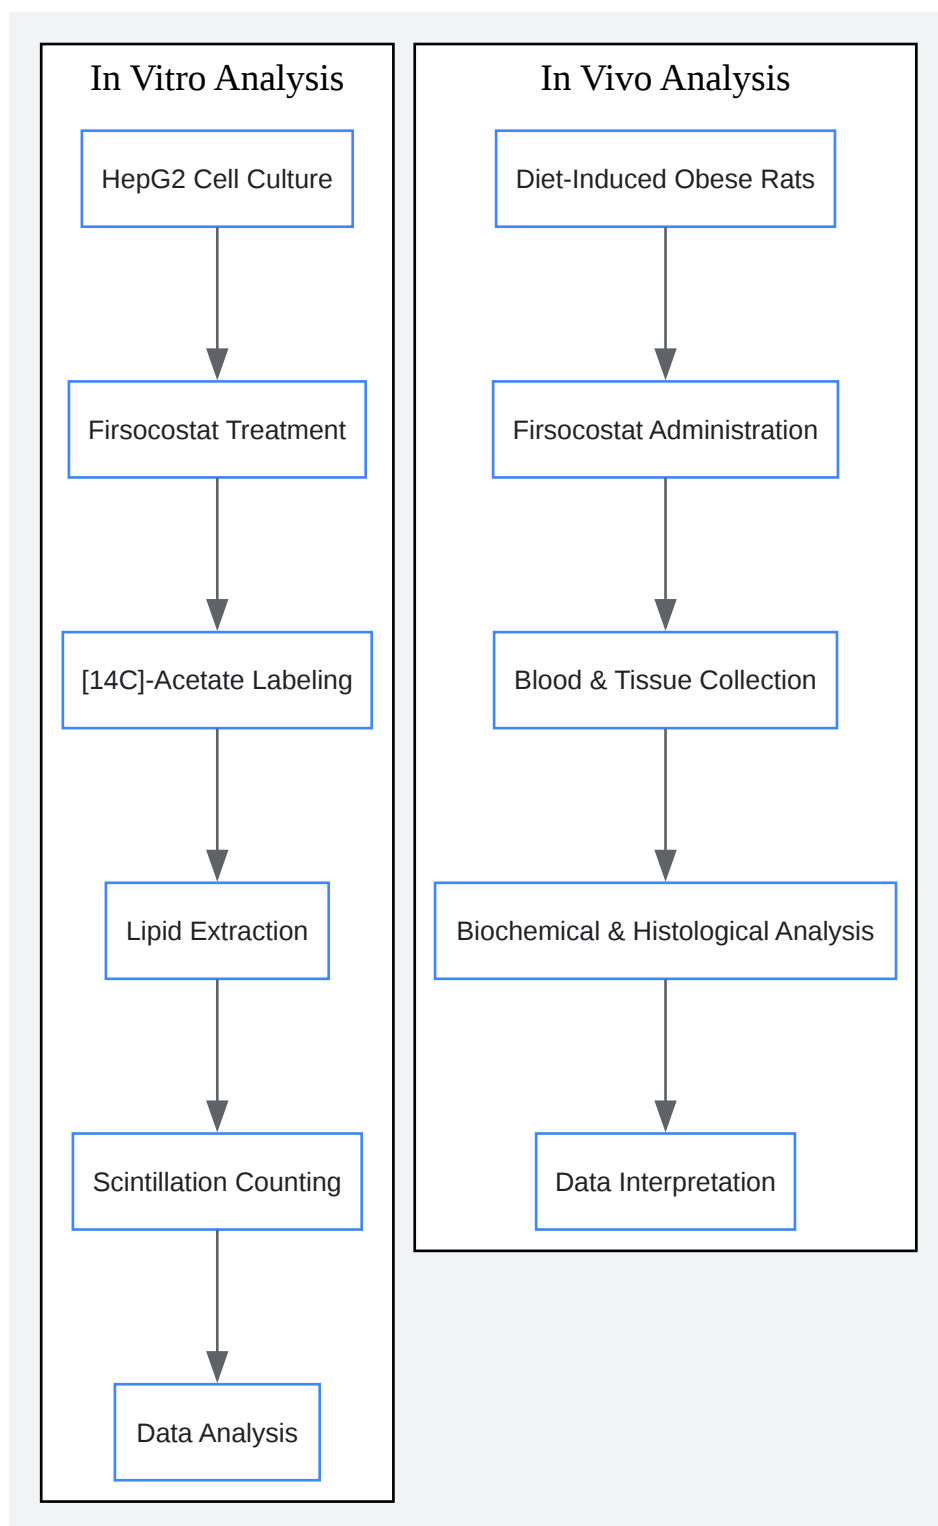 In Vitro Analysis
HepG2 Cell Culture
Firsocostat Treatment
[14C]-Acetate Labeling
Lipid Extraction
Scintillation Counting
Data Analysis
In Vivo Analysis
Diet-Induced Obese Rats
Firsocostat Administration
Blood & Tissue Collection
Biochemical & Histological Analysis
Data Interpretation